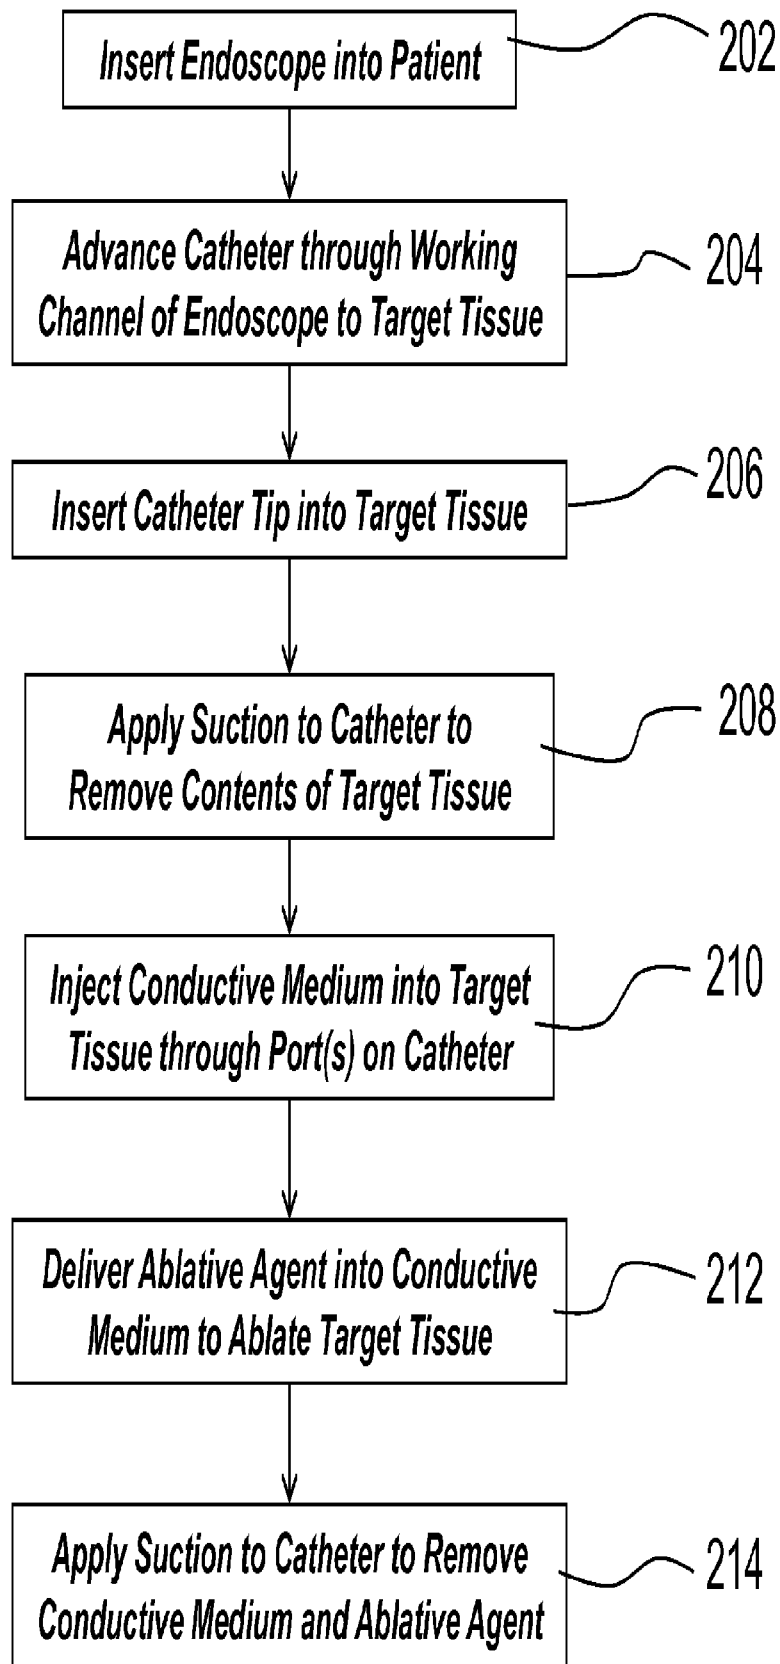 Insert Endoscope into Patient
202
Advance Catheter through Working
Channel of Endoscope to Target Tissue
204
Insert Catheter Tip into Target Tissue
206
Apply Suction to Catheter to
Remove Contents of Target Tissue
208
Inject Conductive Medium into Target
Tissue through Port(s) on Catheter
210
Deliver Ablative Agent into Conductive
Medium to Ablate Target Tissue
212
Apply Suction to Catheter to Remove
Conductive Medium and Ablative Agent
214